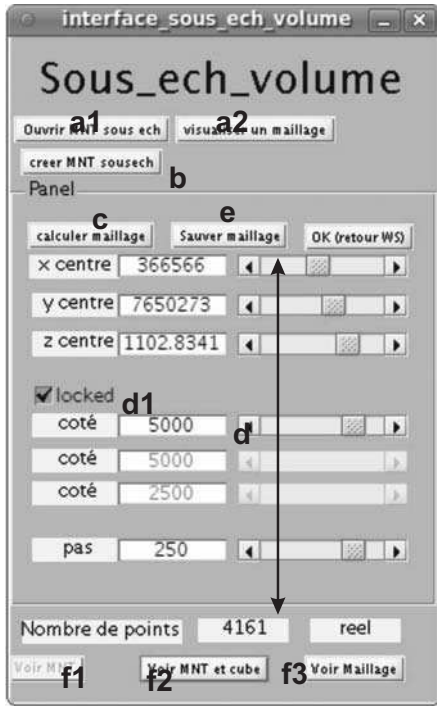 interface_sous_ech_volume
Sous_ech_volume
a1 a2
Ouvrir MNT sous ech visualiser un maillage
creer MNT sousech
b
Panel
c e
calculer maillage Sauver maillage OK (retour WS)
x centre 366566
y centre 7650273
z centre 1102.8341
locked
d1
coté 5000 d
coté 5000
coté 2500
pas 250
Nombre de points 4161 reel
Voir MNT Voir MNT et cube Voir Maillage
f1 f2 f3